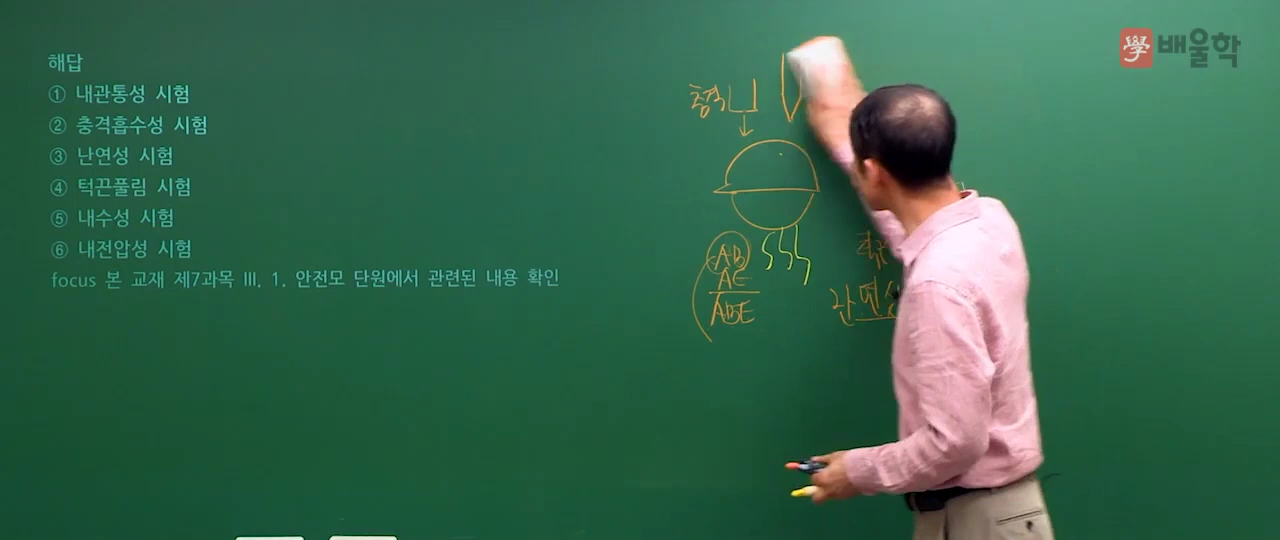 學 배울학
해답
① 내관통성 시험
② 충격흡수성 시험
③ 난연성 시험
④ 턱끈풀림 시험
⑤ 내수성 시험
⑥ 내전압성 시험
focus 본 교재 제7과목 Ⅲ. 1. 안전모 단원에서 관련된 내용 확인
충격
AB
AE
ABE